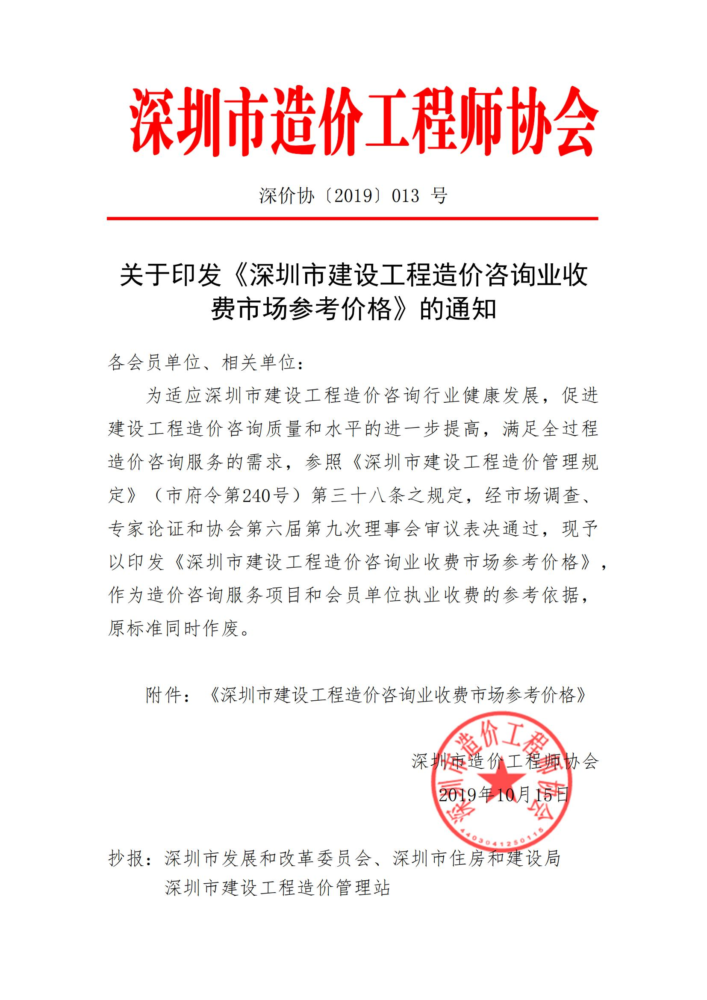 深圳市造价工程师协会
深价协〔2019〕013 号
关于印发《深圳市建设工程造价咨询业收
费市场参考价格》的通知
各会员单位、相关单位：
为适应深圳市建设工程造价咨询行业健康发展，促进
建设工程造价咨询质量和水平的进一步提高，满足全过程
造价咨询服务的需求，参照《深圳市建设工程造价管理规
定》（市府令第240号）第三十八条之规定，经市场调查、
专家论证和协会第六届第九次理事会审议表决通过，现予
以印发《深圳市建设工程造价咨询业收费市场参考价格》，
作为造价咨询服务项目和会员单位执业收费的参考依据，
原标准同时作废。
附件：《深圳市建设工程造价咨询业收费市场参考价格》
深圳市造价工程师协会
2019年10月15日
深圳市造价工程师协会
4403041250115
抄报：深圳市发展和改革委员会、深圳市住房和建设局
深圳市建设工程造价管理站